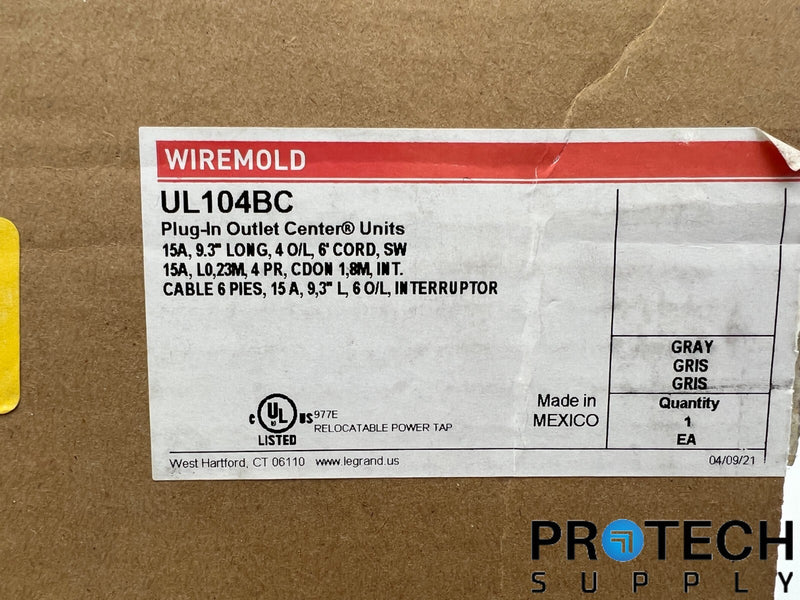 WIREMOLD
UL104BC
Plug-In Outlet Center® Units
15A, 9.3" LONG, 4 O/L, 6' CORD, SW
15A, L0,23M, 4 PR, CDON 1,8M, INT.
CABLE 6 PIES, 15 A, 9,3" L, 6 O/L, INTERRUPTOR
GRAY
GRIS
GRIS
Quantity
1
EA
Made in
MEXICO
C UL ® US 977E
LISTED RELOCATABLE POWER TAP
West Hartford, CT 06110 www.legrand.us
04/09/21
PROTECH
SUPPLY